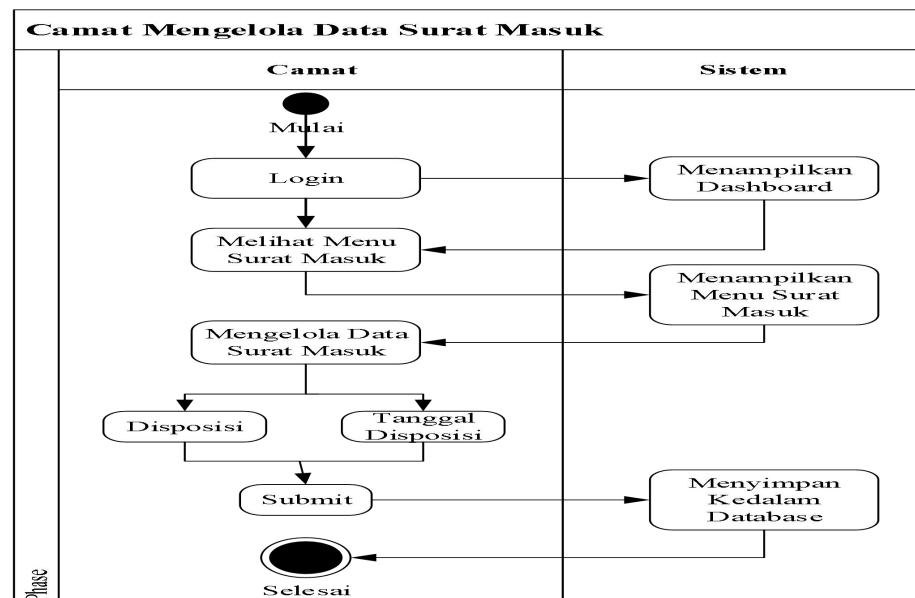 Camat Mengelola Data Surat Masuk
Camat
Sistem
Mulai
Login
Menampilkan
Dashboard
Melihat Menu
Surat Masuk
Menampilkan
Menu Surat
Masuk
Mengelola Data
Surat Masuk
Disposisi
Tanggal
Disposisi
Submit
Menyimpan
Kedalam
Database
Selesai
Phase